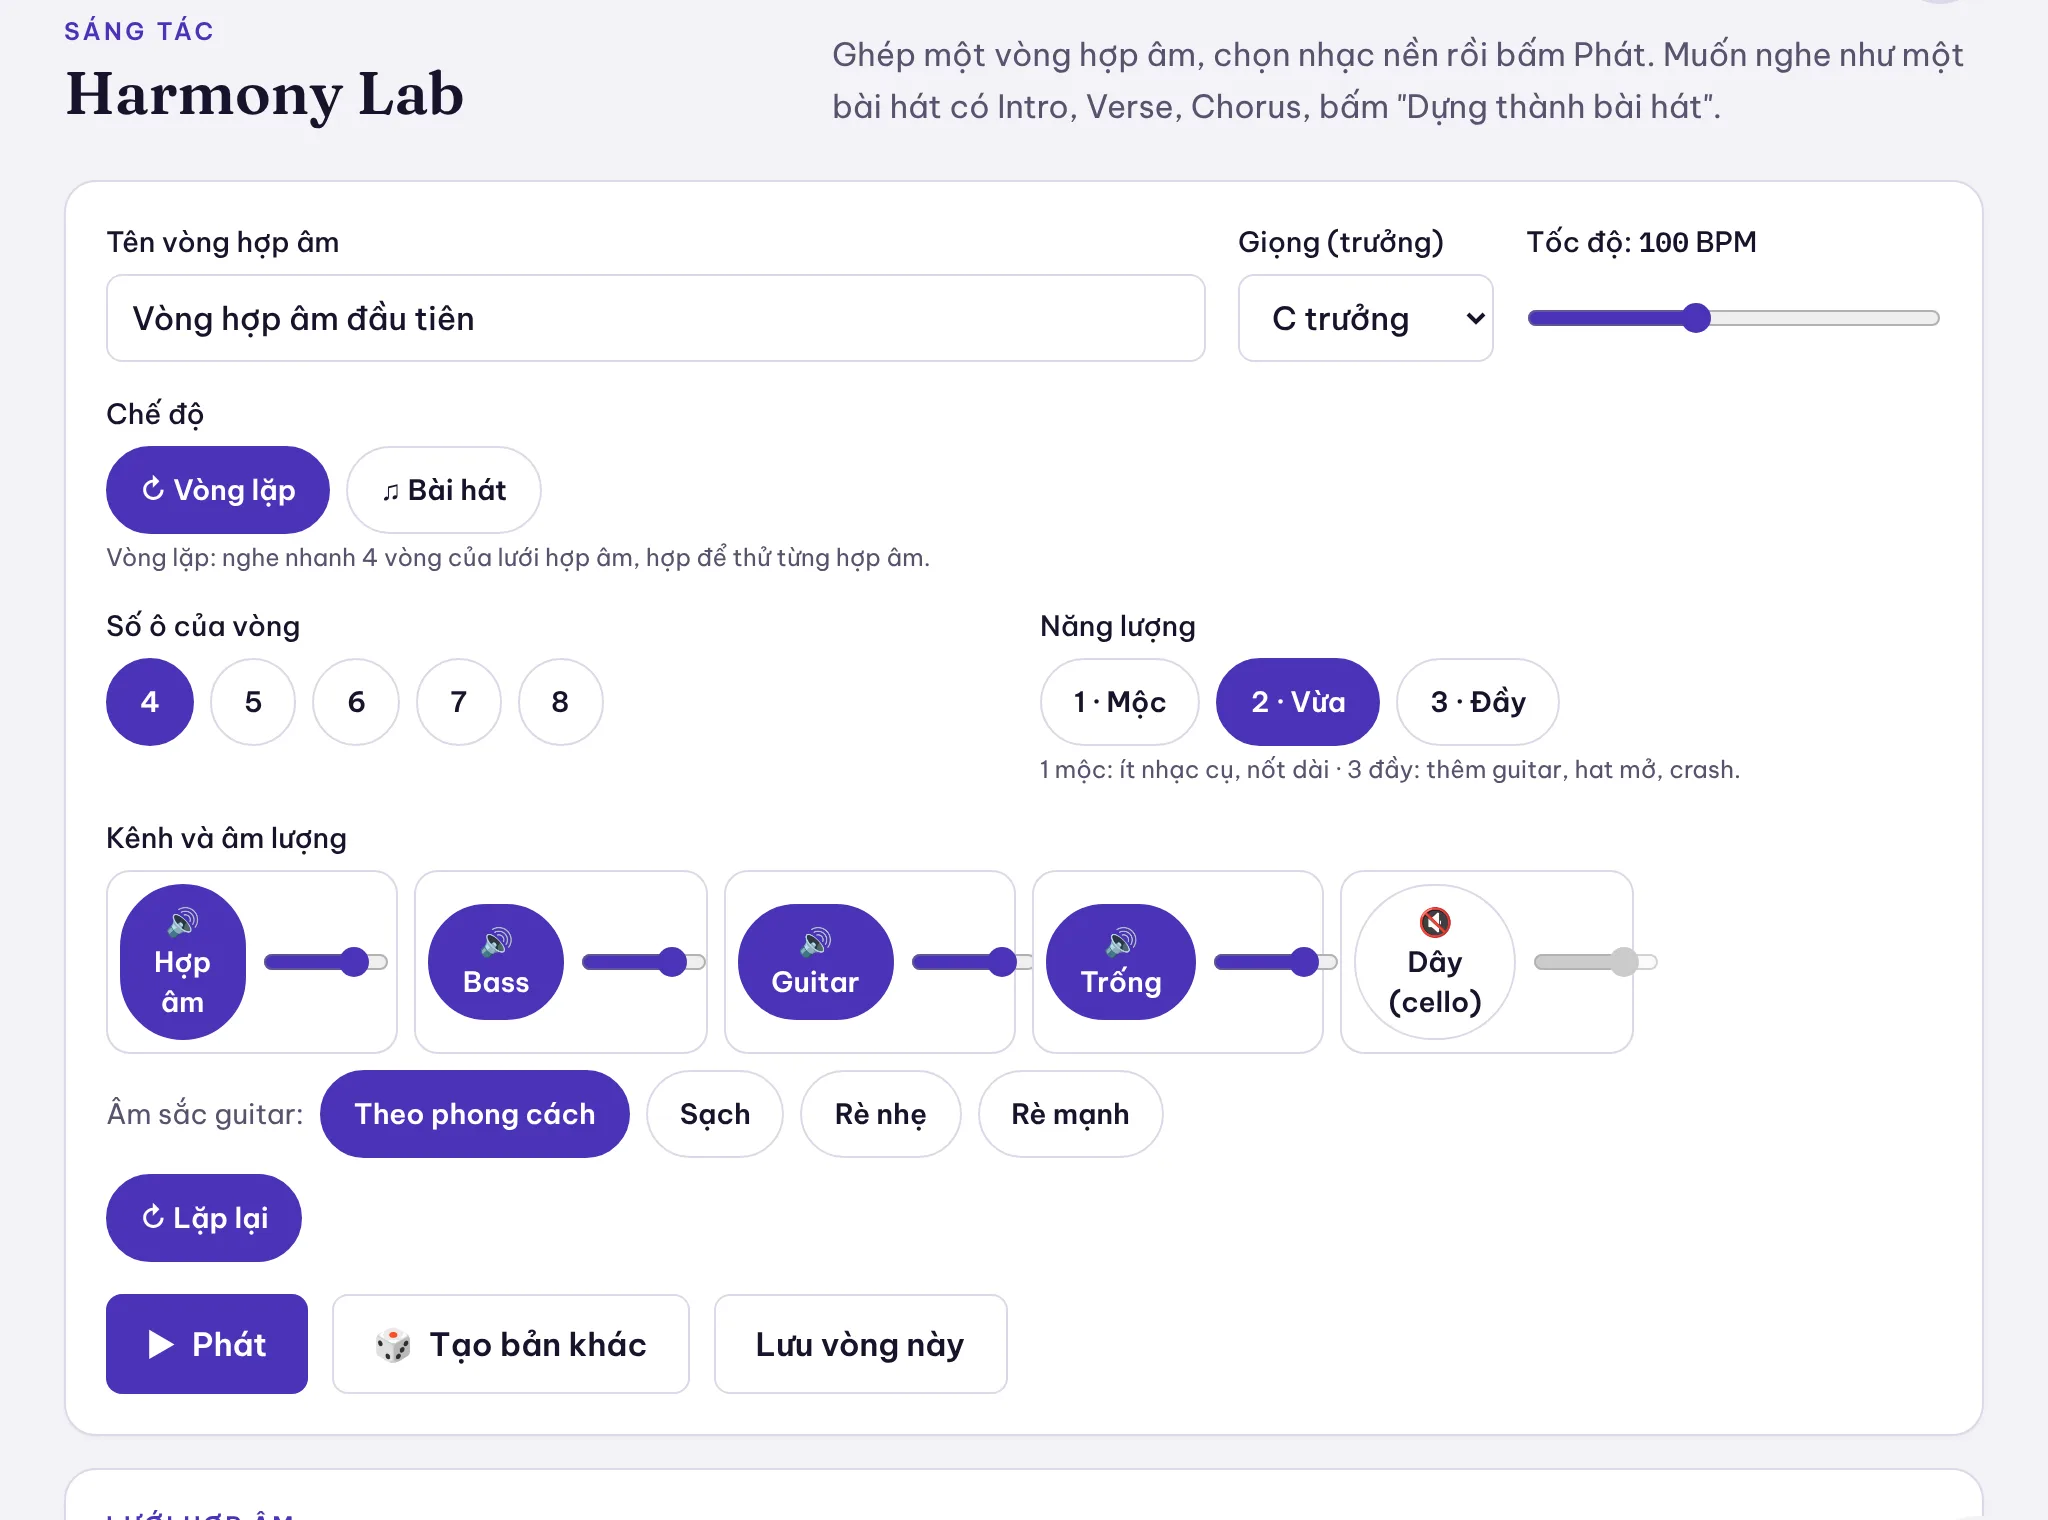 SÁNG TÁC
Harmony Lab
Ghép một vòng hợp âm, chọn nhạc nền rồi bấm Phát. Muốn nghe như một
bài hát có Intro, Verse, Chorus, bấm "Dựng thành bài hát".
Tên vòng hợp âm
Vòng hợp âm đầu tiên
Giọng (trưởng)
C trưởng
Tốc độ: 100 BPM
Chế độ
↻ Vòng lặp
♫ Bài hát
Vòng lặp: nghe nhanh 4 vòng của lưới hợp âm, hợp để thử từng hợp âm.
Số ô của vòng
4 5 6 7 8
Năng lượng
1 · Mộc
2 · Vừa
3 · Đầy
1 mộc: ít nhạc cụ, nốt dài · 3 đầy: thêm guitar, hat mở, crash.
Kênh và âm lượng
Hợp
âm
Bass
Guitar
Trống
Dây
(cello)
Âm sắc guitar:
Theo phong cách
Sạch
Rè nhẹ
Rè mạnh
↻ Lặp lại
▶ Phát
🎲 Tạo bản khác
Lưu vòng này
LƯỚI HỢP ÂM